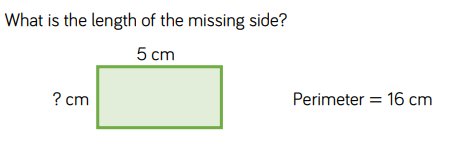 What is the length of the missing side?
5 cm
? cm
Perimeter = 16 cm